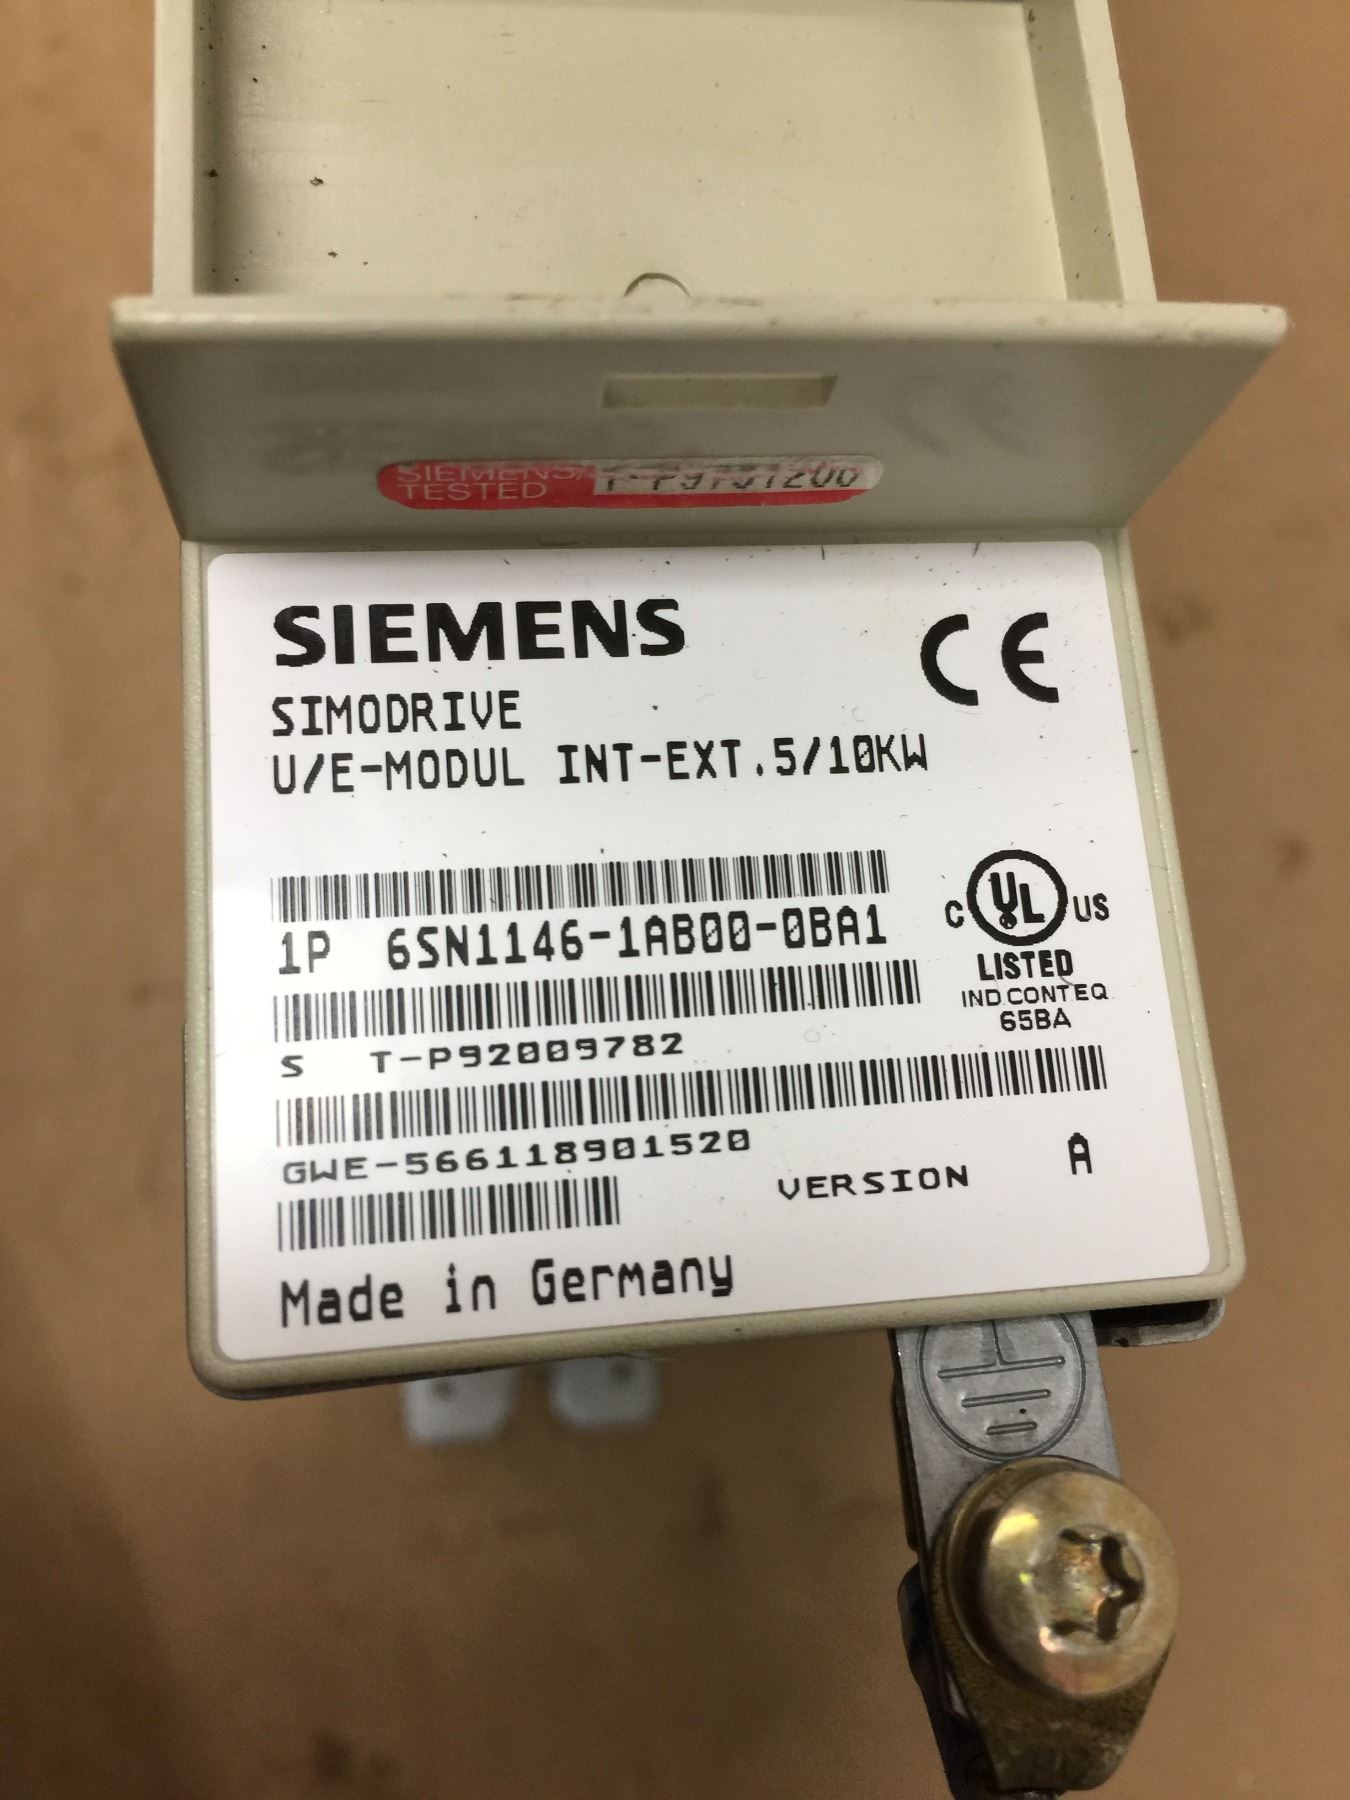 SIEMENS
TESTED
SIEMENS
CE
SIMODRIVE
U/E-MODUL INT-EXT.5/10KW
1P 6SN1146-1AB00-0BA1
C UL US
LISTED
IND.CONT.EQ
65BA
S T-P92009782
GWE-566118901520
VERSION A
Made in Germany